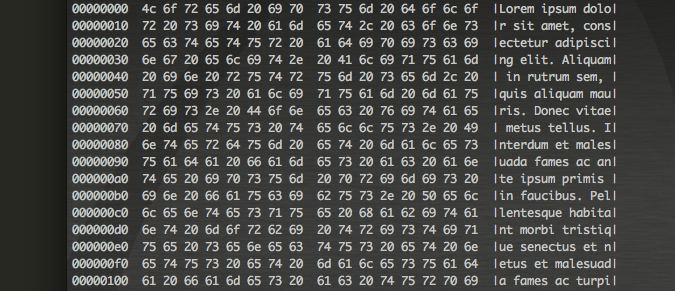 00000000  4c 6f 72 65 6d 20 69 70  73 75 6d 20 64 6f 6c 6f  |Lorem ipsum dolo|
00000010  72 20 73 69 74 20 61 6d  65 74 2c 20 63 6f 6e 73  |r sit amet, cons|
00000020  65 63 74 65 74 75 72 20  61 64 69 70 69 73 63 69  |ectetur adipisci|
00000030  6e 67 20 65 6c 69 74 2e  20 41 6c 69 71 75 61 6d  |ng elit. Aliquam|
00000040  20 69 6e 20 72 75 74 72  75 6d 20 73 65 6d 2c 20  | in rutrum sem, |
00000050  71 75 69 73 20 61 6c 69  71 75 61 6d 20 6d 61 75  |quis aliquam mau|
00000060  72 69 73 2e 20 44 6f 6e  65 63 20 76 69 74 61 65  |ris. Donec vitae|
00000070  20 6d 65 74 75 73 20 74  65 6c 6c 75 73 2e 20 49  | metus tellus. I|
00000080  6e 74 65 72 64 75 6d 20  65 74 20 6d 61 6c 65 73  |nterdum et males|
00000090  75 61 64 61 20 66 61 6d  65 73 20 61 63 20 61 6e  |uada fames ac an|
000000a0  74 65 20 69 70 73 75 6d  20 70 72 69 6d 69 73 20  |te ipsum primis |
000000b0  69 6e 20 66 61 75 63 69  62 75 73 2e 20 50 65 6c  |in faucibus. Pel|
000000c0  6c 65 6e 74 65 73 71 75  65 20 68 61 62 69 74 61  |lentesque habita|
000000d0  6e 74 20 6d 6f 72 62 69  20 74 72 69 73 74 69 71  |nt morbi tristiq|
000000e0  75 65 20 73 65 6e 65 63  74 75 73 20 65 74 20 6e  |ue senectus et n|
000000f0  65 74 75 73 20 65 74 20  6d 61 6c 65 73 75 61 64  |etus et malesuad|
00000100  61 20 66 61 6d 65 73 20  61 63 20 74 75 72 70 69  |a fames ac turpi|